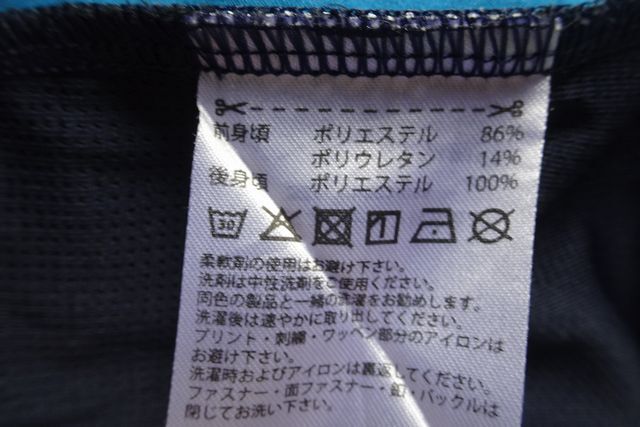 前身頃 ポリエステル 86%
ポリウレタン 14%
後身頃 ポリエステル 100%
30
柔軟剤の使用はお避け下さい。
洗剤は中性洗剤をご使用ください。
同色の製品と一緒の洗濯をお勧めします。
洗濯後は速やかに取り出してください。
プリント・刺繍・ワッペン部分のアイロンは
お避け下さい。
洗濯時およびアイロンは裏返してください。
ファスナー・面ファスナー・釦・バックルは
閉じてお洗い下さい。